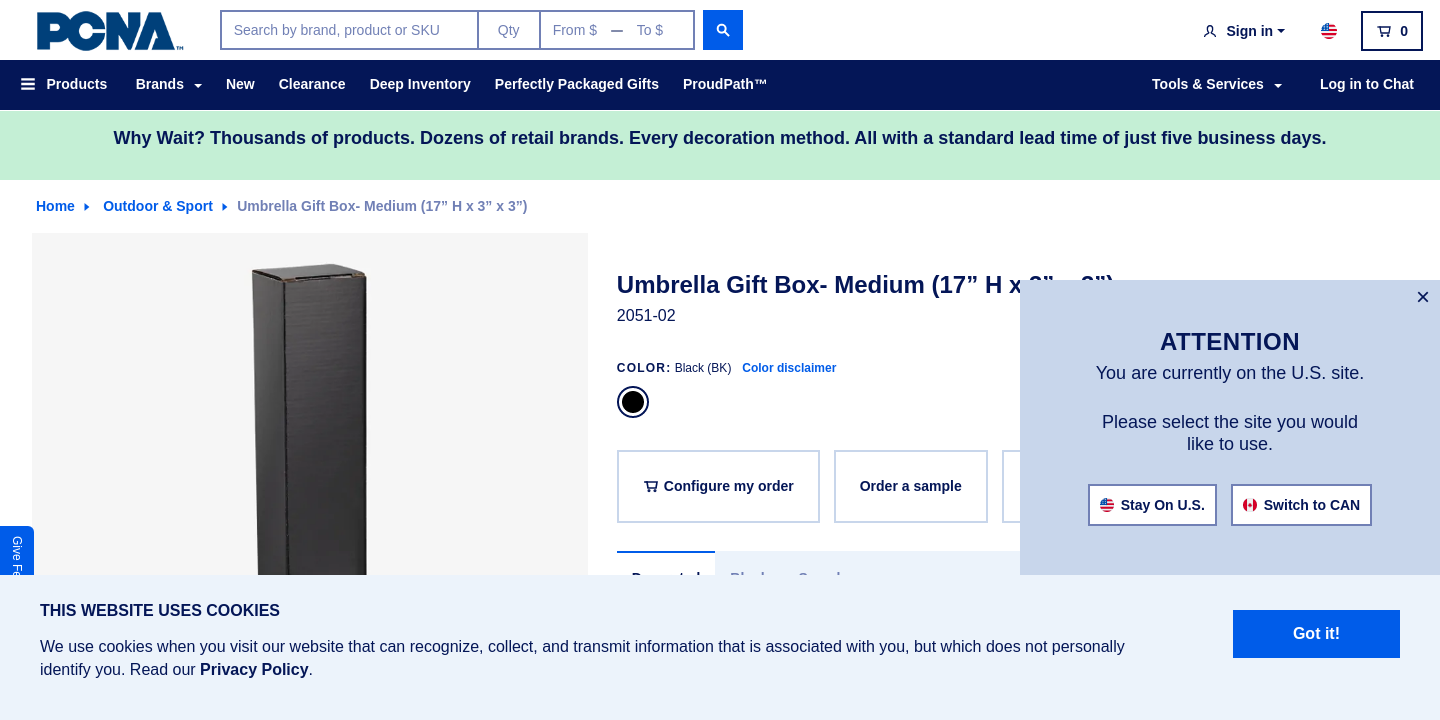 PCNA™
Search by brand, product or SKU
Qty
From $ — To $
Sign in
0
Products
Brands
New
Clearance
Deep Inventory
Perfectly Packaged Gifts
ProudPath™
Tools & Services
Log in to Chat
Why Wait? Thousands of products. Dozens of retail brands. Every decoration method. All with a standard lead time of just five business days.
Home
Outdoor & Sport
Umbrella Gift Box- Medium (17” H x 3” x 3”)
Umbrella Gift Box- Medium (17” H x 3” x 3”)
2051-02
COLOR: Black (BK) Color disclaimer
Configure my order
Order a sample
×
ATTENTION
You are currently on the U.S. site.
Please select the site you would
like to use.
Stay On U.S.
Switch to CAN
Give
THIS WEBSITE USES COOKIES
We use cookies when you visit our website that can recognize, collect, and transmit information that is associated with you, but which does not personally
identify you. Read our Privacy Policy.
Got it!